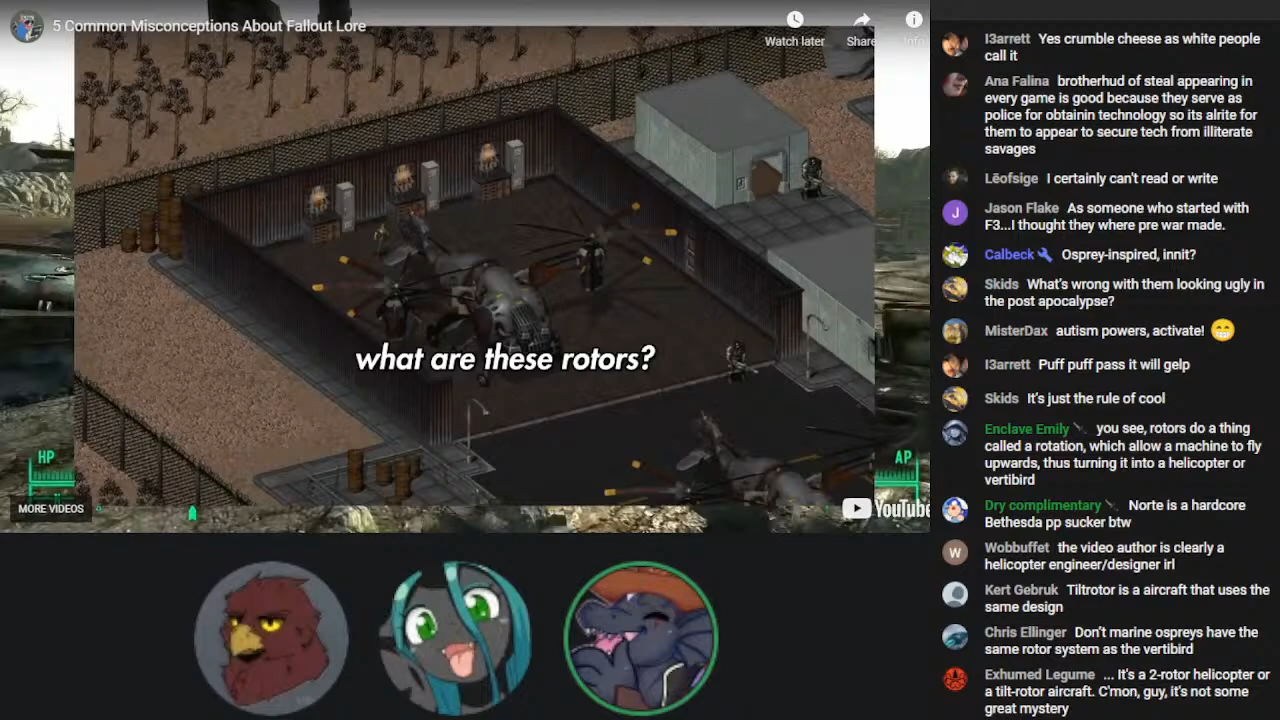 5 Common Misconceptions About Fallout Lore
Watch later
Share
Info
what are these rotors?
HP
AP
MORE VIDEOS
YouTube
I3arrett Yes crumble cheese as white people
call it
Ana Falina brotherhud of steal appearing in
every game is good because they serve as
police for obtainin technology so its alrite for
them to appear to secure tech from illiterate
savages
Lēofsige I certainly can't read or write
J
Jason Flake As someone who started with
F3...I thought they where pre war made.
Calbeck Osprey-inspired, innit?
Skids What's wrong with them looking ugly in
the post apocalypse?
MisterDax autism powers, activate! 😁
I3arrett Puff puff pass it will gelp
Skids It's just the rule of cool
Enclave Emily you see, rotors do a thing
called a rotation, which allow a machine to fly
upwards, thus turning it into a helicopter or
vertibird
Dry complimentary Norte is a hardcore
Bethesda pp sucker btw
W
Wobbuffet the video author is clearly a
helicopter engineer/designer irl
Kert Gebruk Tiltrotor is a aircraft that uses the
same design
Chris Ellinger Don't marine ospreys have the
same rotor system as the vertibird
Exhumed Legume ... It's a 2-rotor helicopter or
a tilt-rotor aircraft. C'mon, guy, it's not some
great mystery